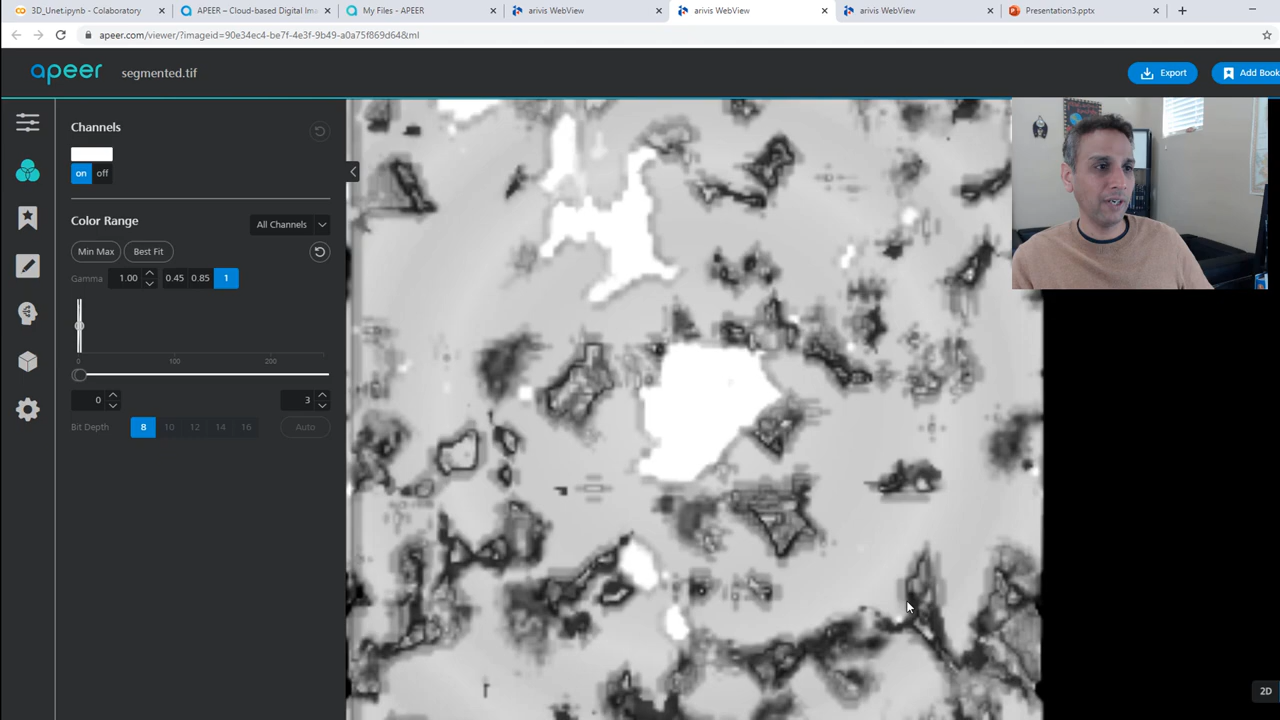 3D_Unet.ipynb - Colaboratory
APEER – Cloud-based Digital Ima
My Files - APEER
arivis WebView
arivis WebView
arivis WebView
Presentation3.pptx
apeer.com/viewer/?imageid=90e34ec4-be7f-4e3f-9b49-a0a75f869d64&ml
apeer
segmented.tif
Export
Add Book
Channels
on off
Color Range
All Channels
Min Max
Best Fit
Gamma 1.00 0.45 0.85 1
0 100 200
0 3
Bit Depth 8 10 12 14 16 Auto
2D